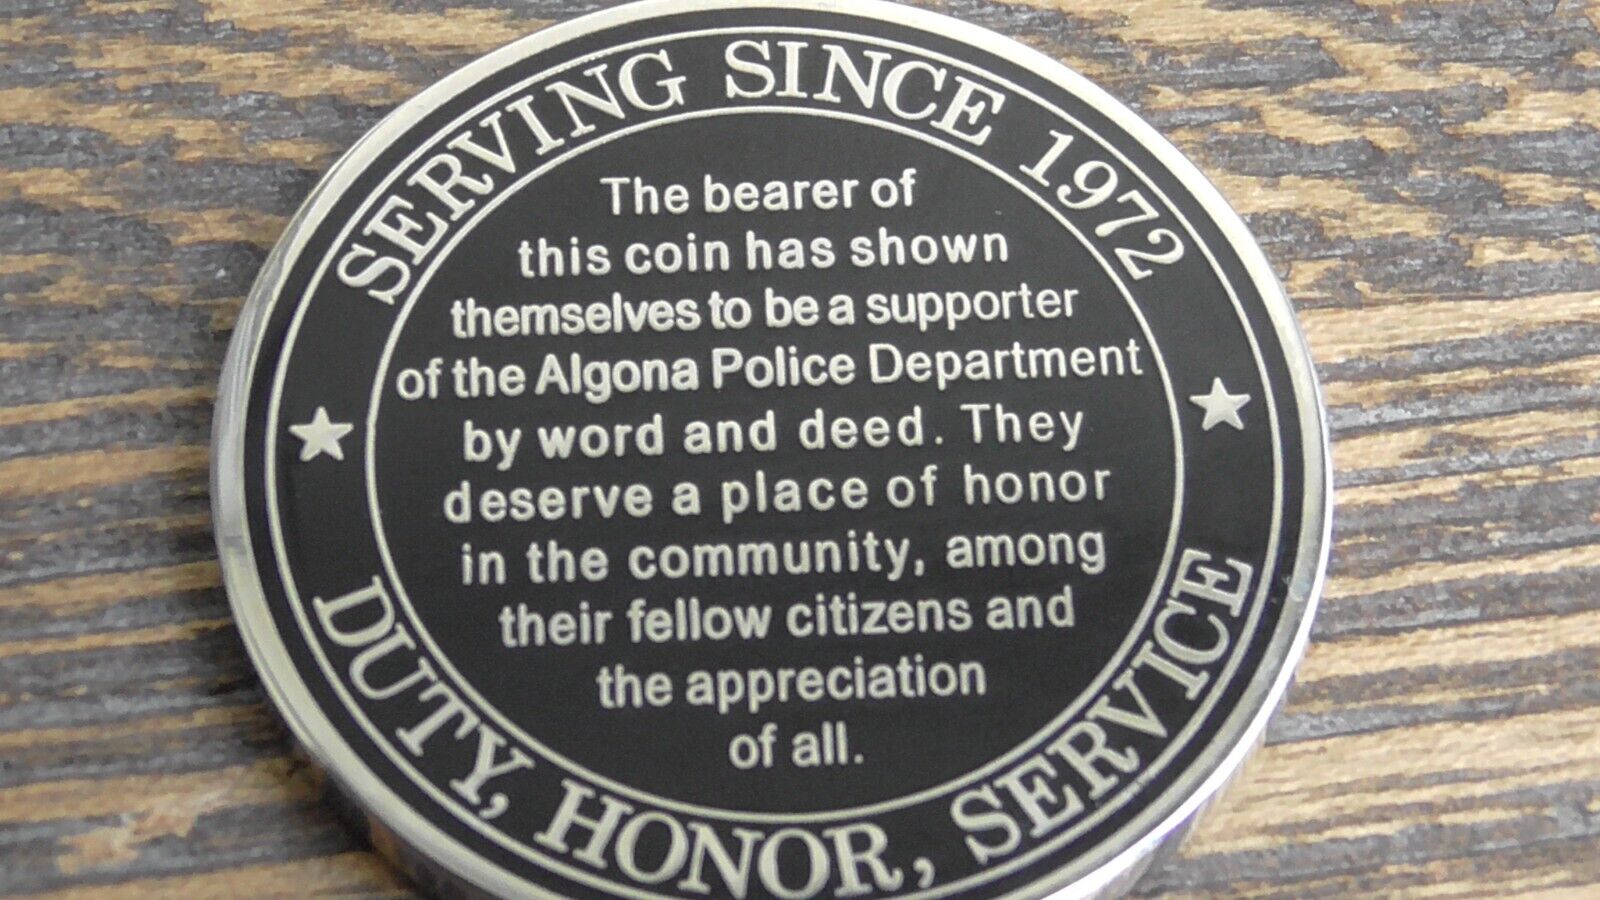 SERVING SINCE 1972
The bearer of
this coin has shown
themselves to be a supporter
of the Algona Police Department
by word and deed. They
deserve a place of honor
in the community, among
their fellow citizens and
the appreciation
of all.
DUTY, HONOR, SERVICE